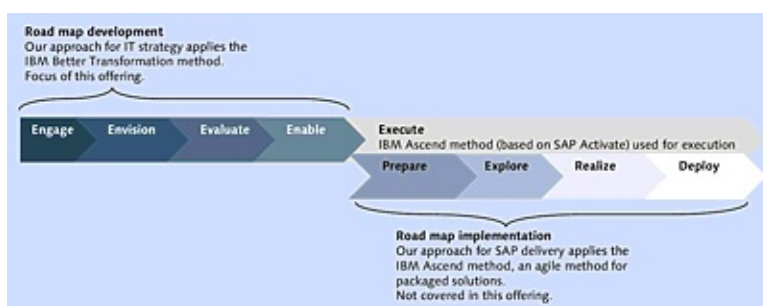 Road map development
Our approach for IT strategy applies the
IBM Better Transformation method.
Focus of this offering.
Engage Envision Evaluate Enable
Execute
IBM Ascend method (based on SAP Activate) used for execution
Prepare Explore Realize Deploy
Road map implementation
Our approach for SAP delivery applies the
IBM Ascend method, an agile method for
packaged solutions.
Not covered in this offering.